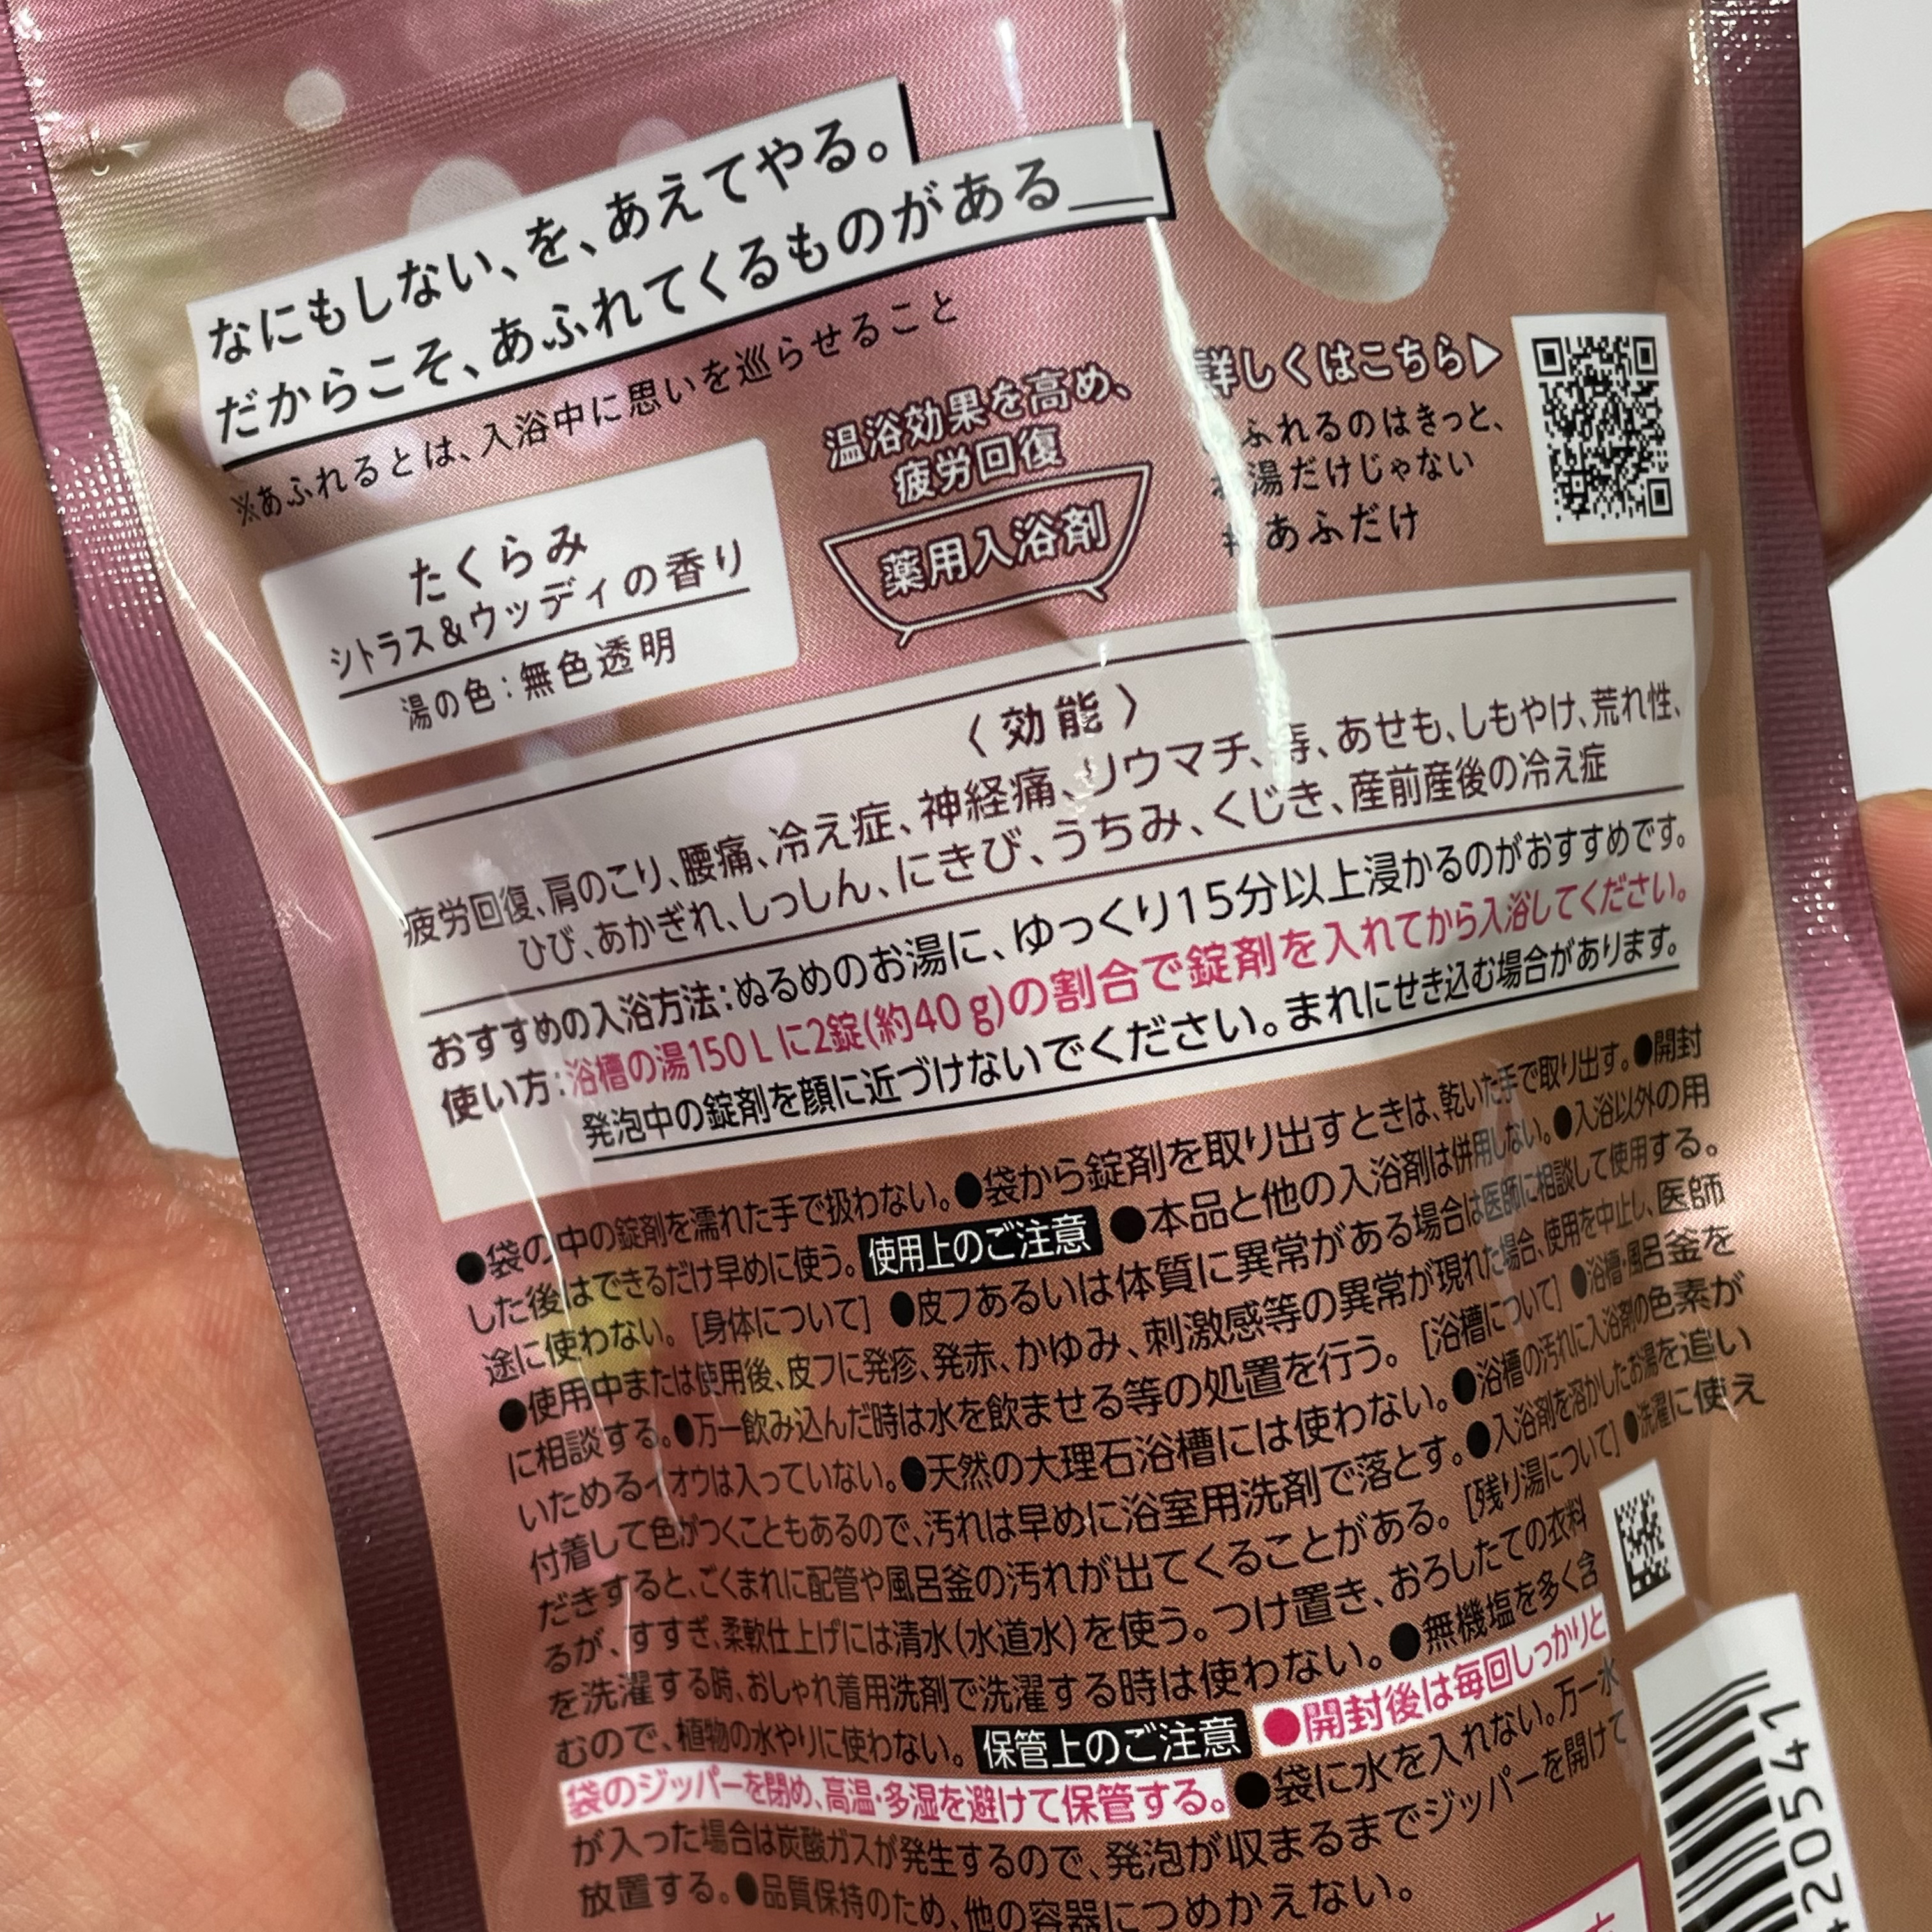 なにもしない、を、あえてやる。
だからこそ、あふれてくるものがある__
※あふれるとは、入浴中に思いを巡らせること
たくらみ
シトラス&ウッディの香り
湯の色:無色透明
温浴効果を高め、
疲労回復
薬用入浴剤
詳しくはこちら▶
ふれるのはきっと、
湯だけじゃない
あふだけ
〈効能〉
疲労回復、肩のこり、腰痛、冷え症、神経痛、リウマチ、痔、あせも、しもやけ、荒れ性、
ひび、あかぎれ、しっしん、にきび、うちみ、くじき、産前産後の冷え症
おすすめの入浴方法:ぬるめのお湯に、ゆっくり15分以上浸かるのがおすすめです。
使い方:浴槽の湯150Lに2錠(約40g)の割合で錠剤を入れてから入浴してください。
発泡中の錠剤を顔に近づけないでください。まれにせき込む場合があります。
●袋の中の錠剤を濡れた手で扱わない。●袋から錠剤を取り出すときは、乾いた手で取り出す。●開封
した後はできるだけ早めに使う。使用上のご注意 ●本品と他の入浴剤は併用しない。●入浴以外の用
途に使わない。[身体について] ●皮フあるいは体質に異常がある場合は医師に相談して使用する。
●使用中または使用後、皮フに発疹、発赤、かゆみ、刺激感等の異常が現れた場合、使用を中止し、医師
に相談する。●万一飲み込んだ時は水を飲ませる等の処置を行う。[浴槽について] ●浴槽・風呂釜を
いためるイオウは入っていない。●天然の大理石浴槽には使わない。●浴槽の汚れに入浴剤の色素が
付着して色がつくこともあるので、汚れは早めに浴室用洗剤で落とす。●入浴剤を溶かしたお湯を追い
だきすると、ごくまれに配管や風呂釜の汚れが出てくることがある。[残り湯について] ●洗濯に使え
るが、すすぎ、柔軟仕上げには清水(水道水)を使う。つけ置き、おろしたての衣料
を洗濯する時、おしゃれ着用洗剤で洗濯する時は使わない。●無機塩を多く含
むので、植物の水やりに使わない。保管上のご注意 ●開封後は毎回しっかりと
袋のジッパーを閉め、高温・多湿を避けて保管する。●袋に水を入れない。万一水
が入った場合は炭酸ガスが発生するので、発泡が収まるまでジッパーを開けて
放置する。●品質保持のため、他の容器につめかえない。
420541